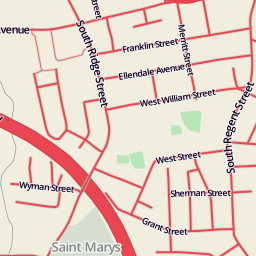 Street
Avenue
Franklin Street
Merritt Street
South Ridge Street
Ellendale Avenue
West William Street
South Regent Street
West Street
Wyman Street
Sherman Street
Grant Street
Saint Marys